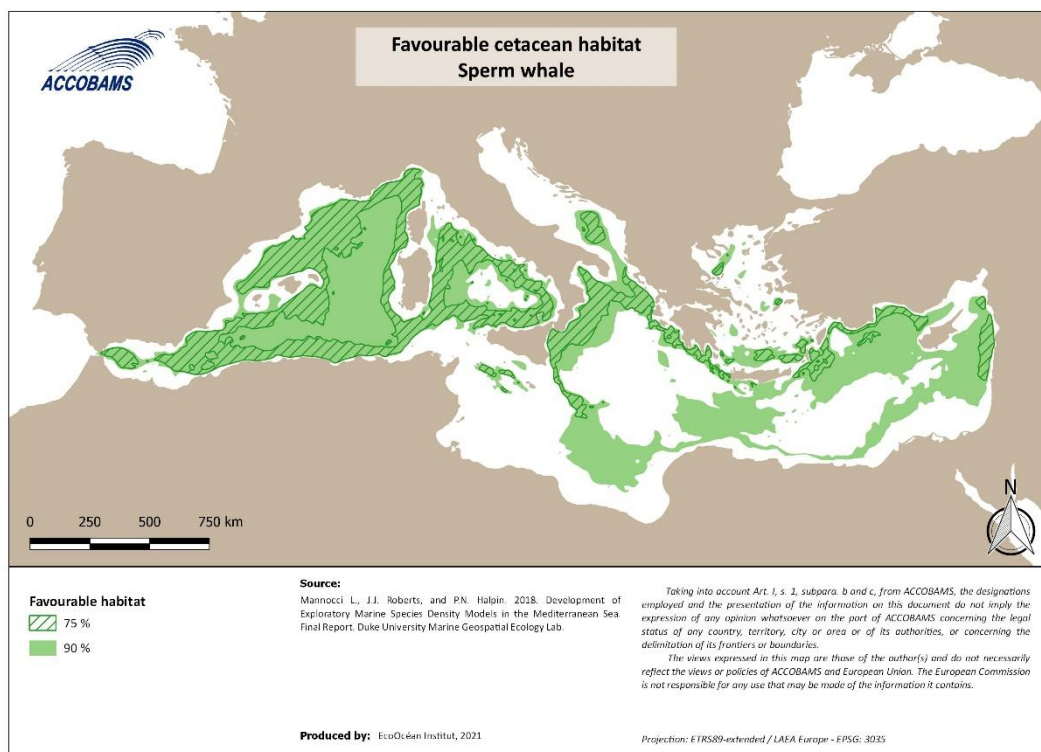 ACCOBAMS
Favourable cetacean habitat
Sperm whale
N
0 250 500 750 km
Favourable habitat
75 %
90 %
Source:
Mannocci L., J.J. Roberts, and P.N. Halpin. 2018. Development of
Exploratory Marine Species Density Models in the Mediterranean Sea.
Final Report. Duke University Marine Geospatial Ecology Lab.
Produced by: EcoOcéan Institut, 2021
Taking into account Art. I, s. 1, subpara. b and c, from ACCOBAMS, the designations
employed and the presentation of the information on this document do not imply the
expression of any opinion whatsoever on the part of ACCOBAMS concerning the legal
status of any country, territory, city or area or of its authorities, or concerning the
delimitation of its frontiers or boundaries.
The views expressed in this map are those of the author(s) and do not necessarily
reflect the views or policies of ACCOBAMS and European Union. The European Commission
is not responsible for any use that may be made of the information it contains.
Projection: ETRS89-extended / LAEA Europe - EPSG: 3035